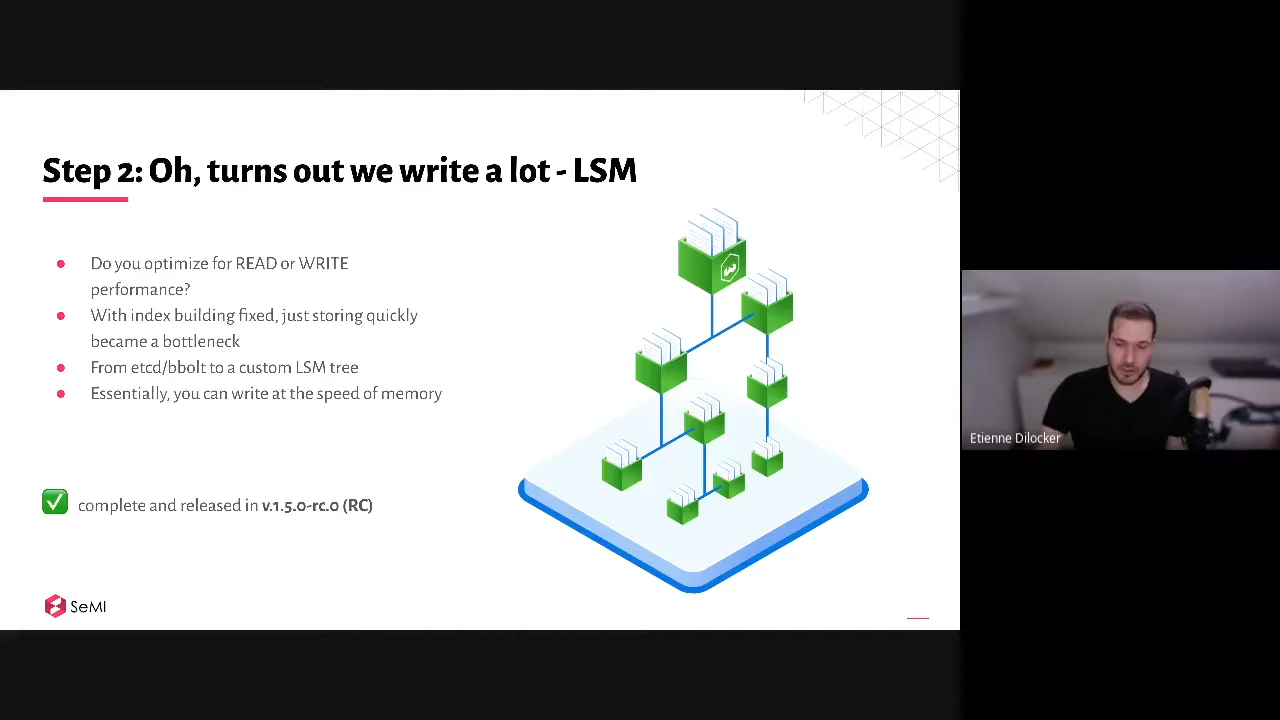 Step 2: Oh, turns out we write a lot - LSM
Do you optimize for READ or WRITE
performance?
With index building fixed, just storing quickly
became a bottleneck
From etcd/bbolt to a custom LSM tree
Essentially, you can write at the speed of memory
complete and released in v.1.5.0-rc.0 (RC)
SeMI
Etienne Dilocker